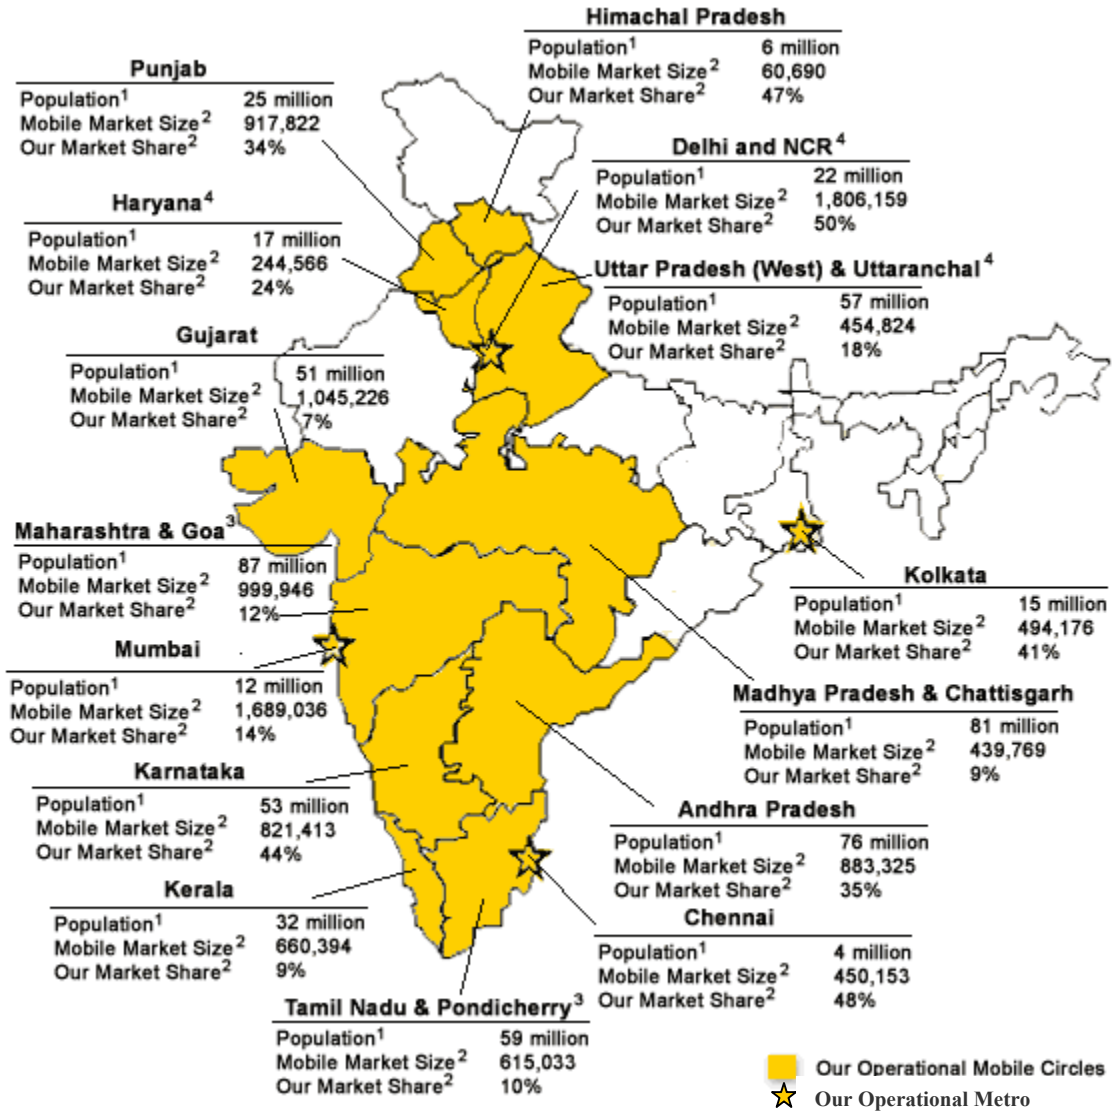 Himachal Pradesh
Population1 6 million
Mobile Market Size2 60,690
Our Market Share2 47%
Punjab
Population1 25 million
Mobile Market Size2 917,822
Our Market Share2 34%
Delhi and NCR4
Population1 22 million
Mobile Market Size2 1,806,159
Our Market Share2 50%
Haryana4
Population1 17 million
Mobile Market Size2 244,566
Our Market Share2 24%
Uttar Pradesh (West) & Uttaranchal4
Population1 57 million
Mobile Market Size2 454,824
Our Market Share2 18%
Gujarat
Population1 51 million
Mobile Market Size2 1,045,226
Our Market Share2 7%
Maharashtra & Goa3
Population1 87 million
Mobile Market Size2 999,946
Our Market Share2 12%
Kolkata
Population1 15 million
Mobile Market Size2 494,176
Our Market Share2 41%
Mumbai
Population1 12 million
Mobile Market Size2 1,689,036
Our Market Share2 14%
Madhya Pradesh & Chattisgarh
Population1 81 million
Mobile Market Size2 439,769
Our Market Share2 9%
Karnataka
Population1 53 million
Mobile Market Size2 821,413
Our Market Share2 44%
Andhra Pradesh
Population1 76 million
Mobile Market Size2 883,325
Our Market Share2 35%
Kerala
Population1 32 million
Mobile Market Size2 660,394
Our Market Share2 9%
Chennai
Population1 4 million
Mobile Market Size2 450,153
Our Market Share2 48%
Tamil Nadu & Pondicherry3
Population1 59 million
Mobile Market Size2 615,033
Our Market Share2 10%
Our Operational Mobile Circles
Our Operational Metro